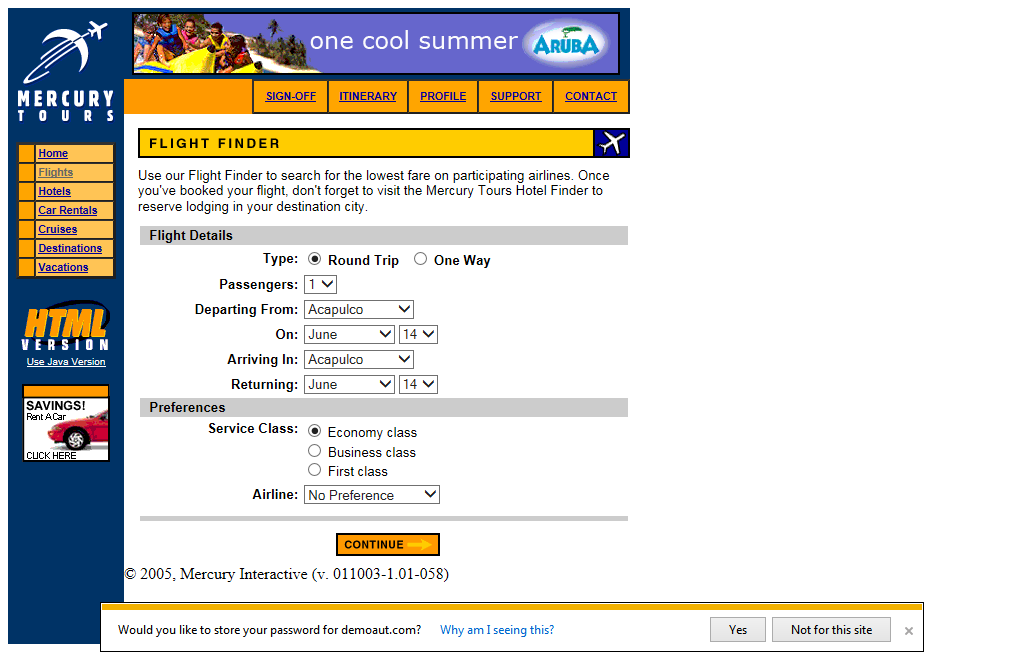 MERCURY
TOURS
one cool summer ARUBA
SIGN-OFF ITINERARY PROFILE SUPPORT CONTACT
Home
Flights
Hotels
Car Rentals
Cruises
Destinations
Vacations
HTML
VERSION
Use Java Version
SAVINGS!
Rent A Car
CLICK HERE
FLIGHT FINDER
Use our Flight Finder to search for the lowest fare on participating airlines. Once
you've booked your flight, don't forget to visit the Mercury Tours Hotel Finder to
reserve lodging in your destination city.
Flight Details
Type: Round Trip One Way
Passengers: 1
Departing From: Acapulco
On: June 14
Arriving In: Acapulco
Returning: June 14
Preferences
Service Class: Economy class
Business class
First class
Airline: No Preference
CONTINUE
© 2005, Mercury Interactive (v. 011003-1.01-058)
Would you like to store your password for demoaut.com? Why am I seeing this? Yes Not for this site ×